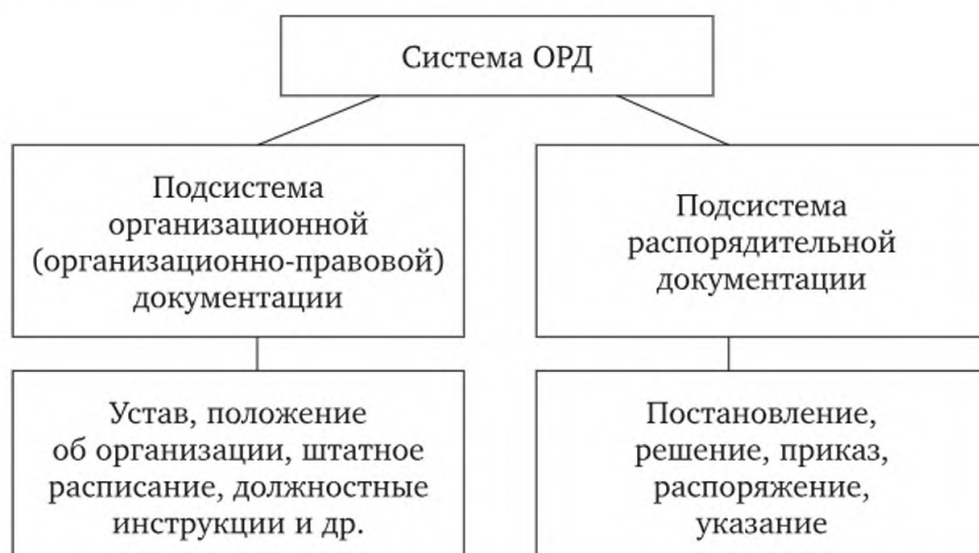 Система ОРД
Подсистема
организационной
(организационно-правовой)
документации
Подсистема
распорядительной
документации
Устав, положение
об организации, штатное
расписание, должностные
инструкции и др.
Постановление,
решение, приказ,
распоряжение,
указание